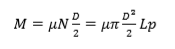 M = μN D/2 = μπ D²/2 Lp